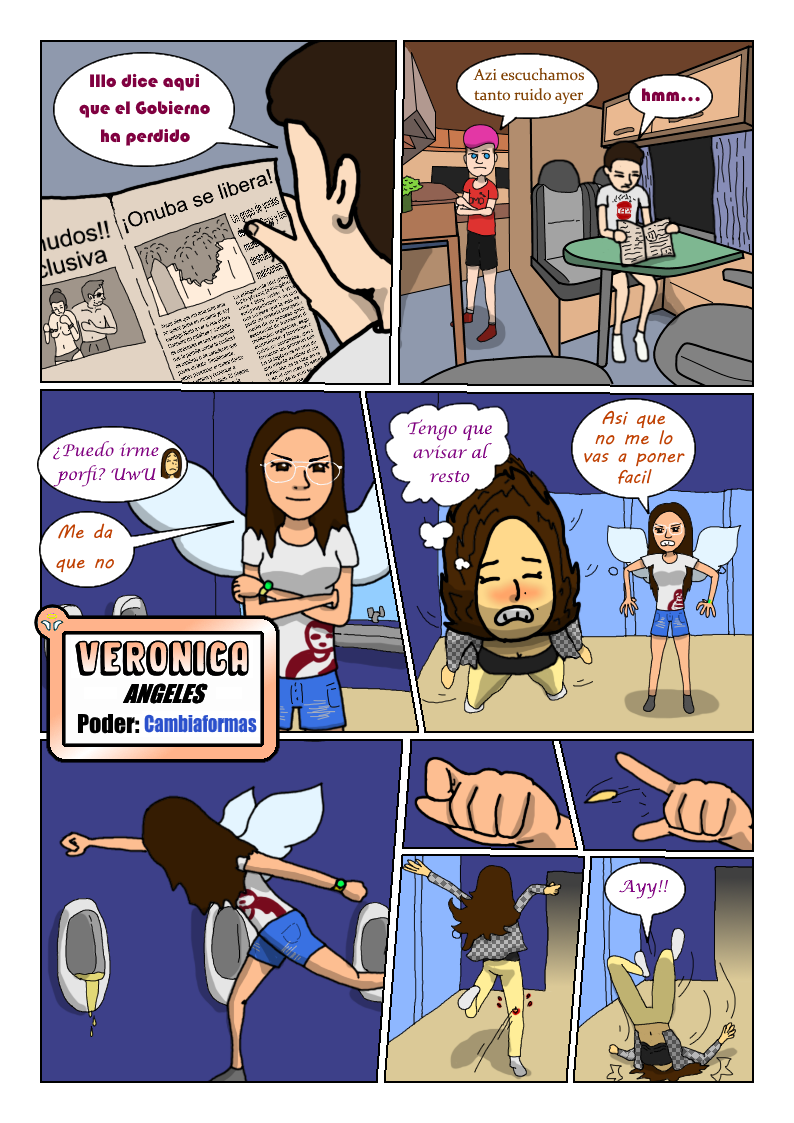 Illo dice aqui
que el Gobierno
ha perdido
nudos!!
clusiva
¡Onuba se libera!
Azi escuchamos
tanto ruido ayer
hmm...
¿Puedo irme
porfi? UwU
Me da
que no
Tengo que
avisar al
resto
Asi que
no me lo
vas a poner
facil
VERONICA
ANGELES
Poder: Cambiaformas
Ayy!!